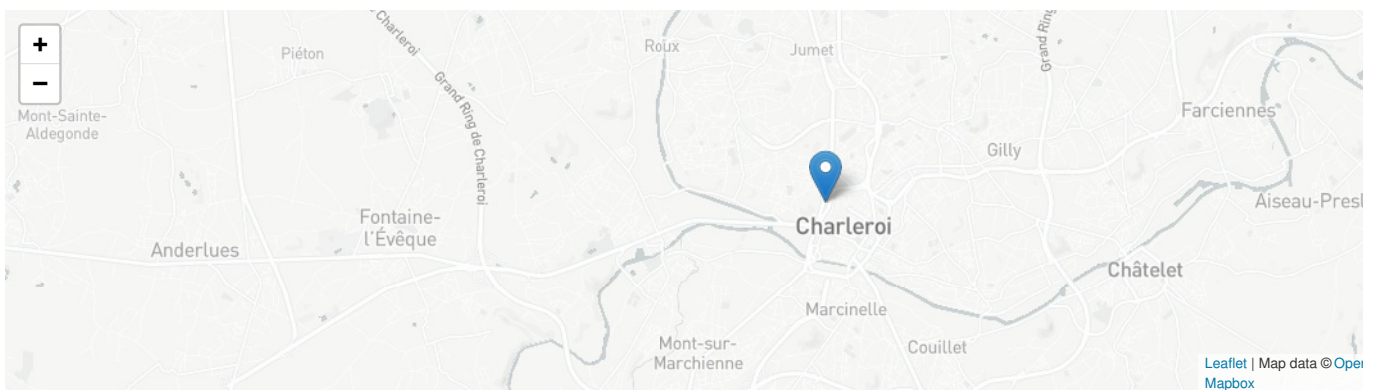 +
−
Piéton
Charleroi
Roux
Jumet
Grand Ring
Mont-Sainte-
Aldegonde
Grand Ring de Charleroi
Farciennes
Gilly
Aiseau-Presl
Fontaine-
l'Évêque
Charleroi
Anderlues
Châtelet
Marcinelle
Mont-sur-
Marchienne
Couillet
Leaflet | Map data © Open
Mapbox